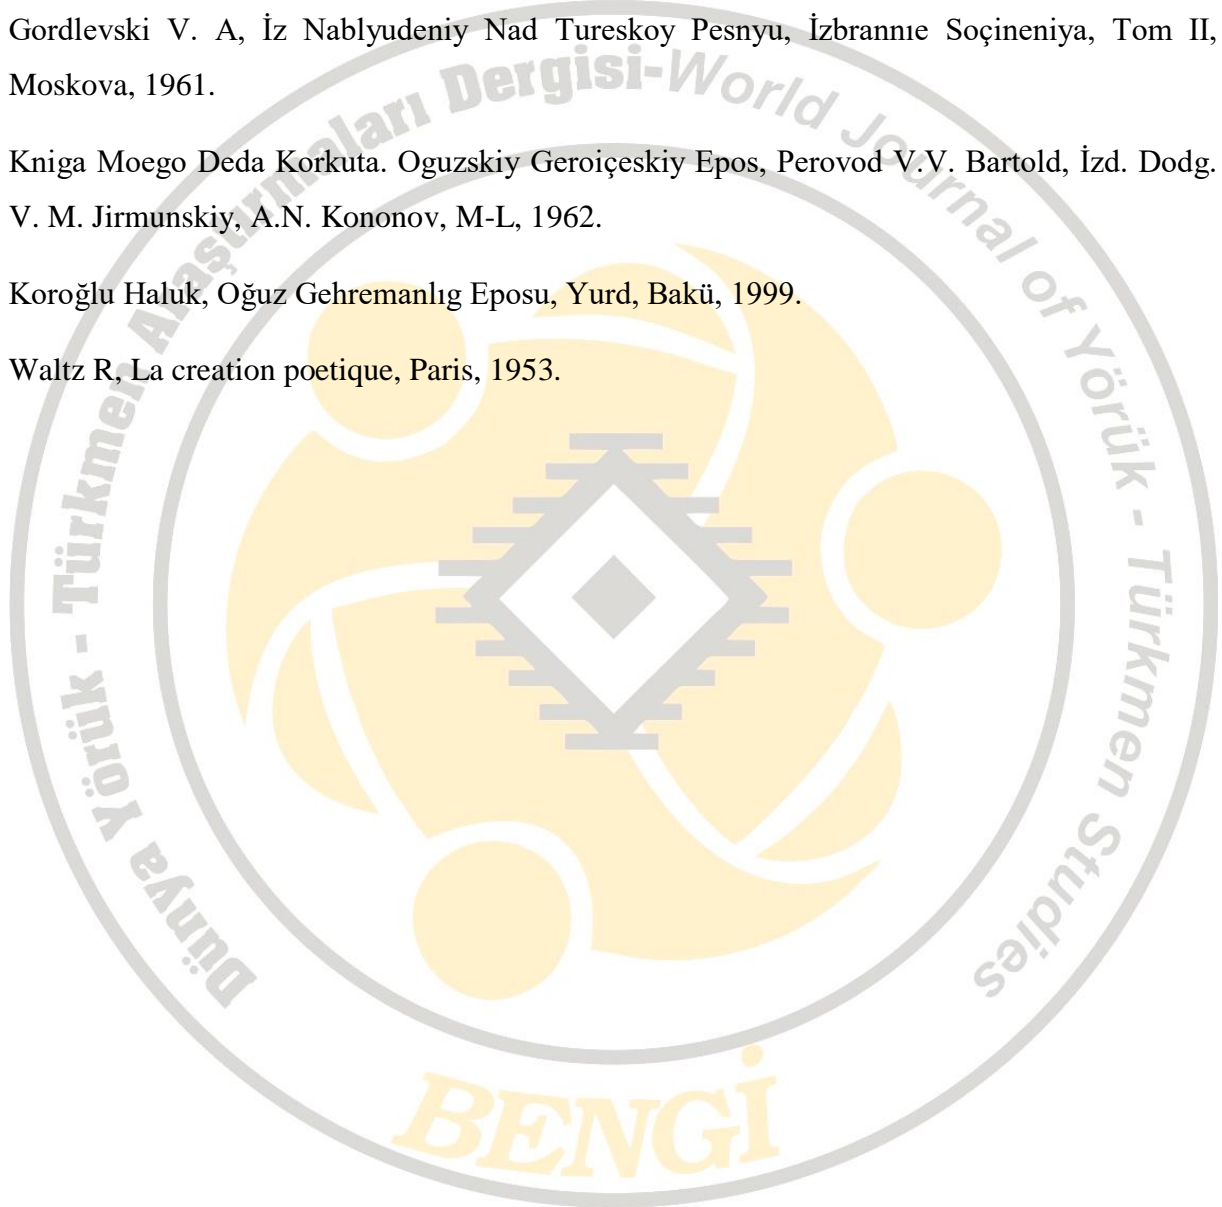 Gordlevski V. A, İz Nablyudeniy Nad Tureskoy Pesnyu, İzbrannıe Soçineniya, Tom II,
Moskova, 1961.
Kniga Moego Deda Korkuta. Oguzskiy Geroiçeskiy Epos, Perovod V.V. Bartold, İzd. Dodg.
V. M. Jirmunskiy, A.N. Kononov, M-L, 1962.
Koroğlu Haluk, Oğuz Gehremanlıg Eposu, Yurd, Bakü, 1999.
Waltz R, La creation poetique, Paris, 1953.
Dünya Yörük - Türkmen Araştırmaları Dergisi-World Journal of Yörük - Türkmen Studies
BENGİ